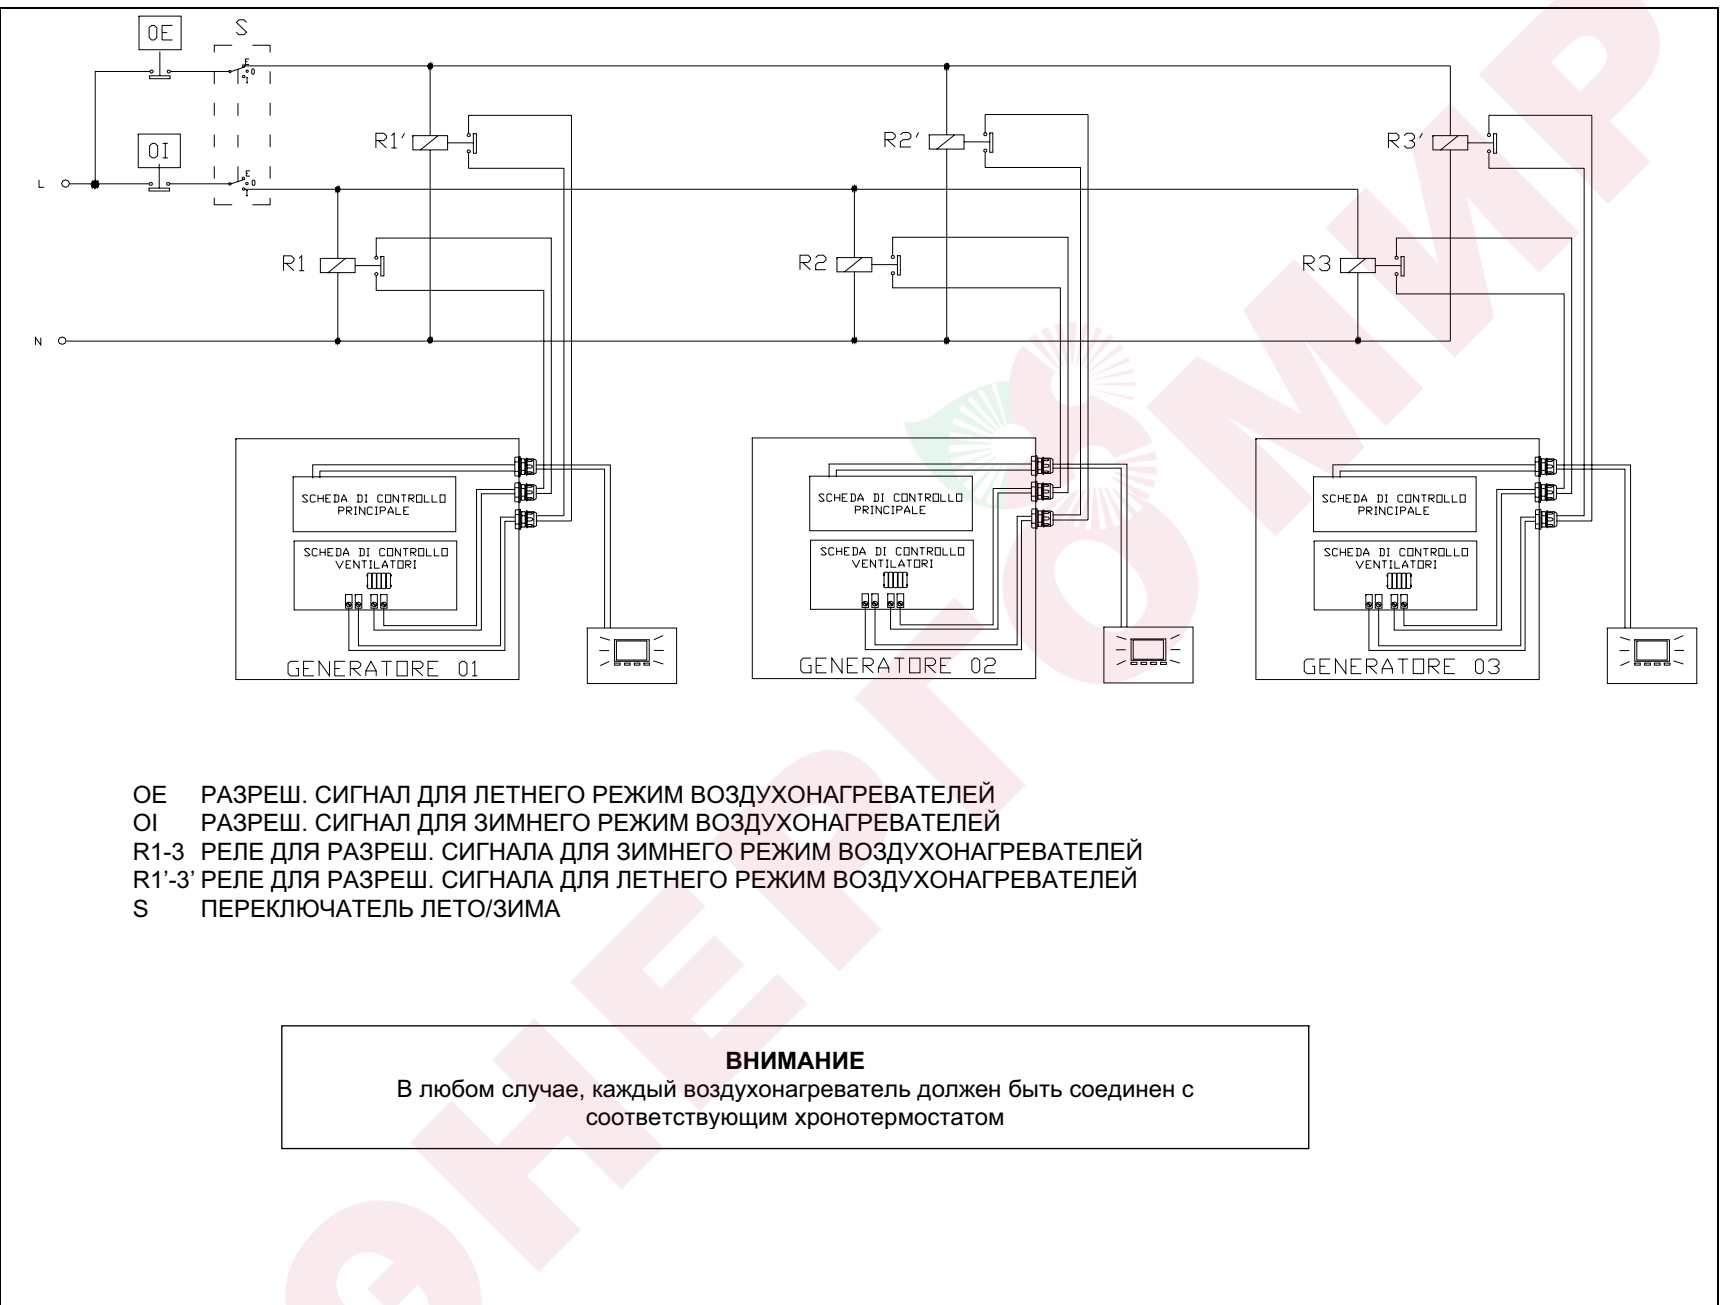 OE
S
E
O
I
OI
E
O
I
L
N
R1'
R2'
R3'
R1
R2
R3
SCHEDA DI CONTROLLO
PRINCIPALE
SCHEDA DI CONTROLLO
VENTILATORI
GENERATORE 01
SCHEDA DI CONTROLLO
PRINCIPALE
SCHEDA DI CONTROLLO
VENTILATORI
GENERATORE 02
SCHEDA DI CONTROLLO
PRINCIPALE
SCHEDA DI CONTROLLO
VENTILATORI
GENERATORE 03
OE РАЗРЕШ. СИГНАЛ ДЛЯ ЛЕТНЕГО РЕЖИМ ВОЗДУХОНАГРЕВАТЕЛЕЙ
OI РАЗРЕШ. СИГНАЛ ДЛЯ ЗИМНЕГО РЕЖИМ ВОЗДУХОНАГРЕВАТЕЛЕЙ
R1-3 РЕЛЕ ДЛЯ РАЗРЕШ. СИГНАЛА ДЛЯ ЗИМНЕГО РЕЖИМ ВОЗДУХОНАГРЕВАТЕЛЕЙ
R1'-3' РЕЛЕ ДЛЯ РАЗРЕШ. СИГНАЛА ДЛЯ ЛЕТНЕГО РЕЖИМ ВОЗДУХОНАГРЕВАТЕЛЕЙ
S ПЕРЕКЛЮЧАТЕЛЬ ЛЕТО/ЗИМА
ВНИМАНИЕ
В любом случае, каждый воздухонагреватель должен быть соединен с
соответствующим хронотермостатом
ЭНЕРГОМИР